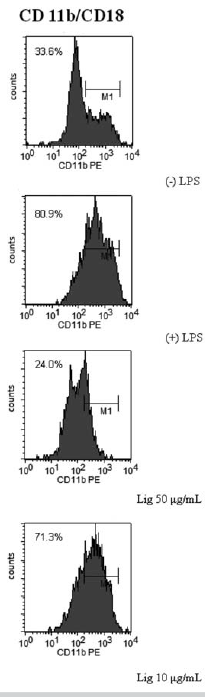 CD 11b/CD18
33.6%
M1
counts
10⁰ 10¹ 10² 10³ 10⁴
CD11b PE
(-) LPS
80.9%
M1
counts
10⁰ 10¹ 10² 10³ 10⁴
CD11b PE
(+) LPS
24.0%
M1
counts
10⁰ 10¹ 10² 10³ 10⁴
CD11b PE
Lig 50 µg/mL
71.3%
counts
10⁰ 10¹ 10² 10³ 10⁴
CD11b PE
Lig 10 µg/mL